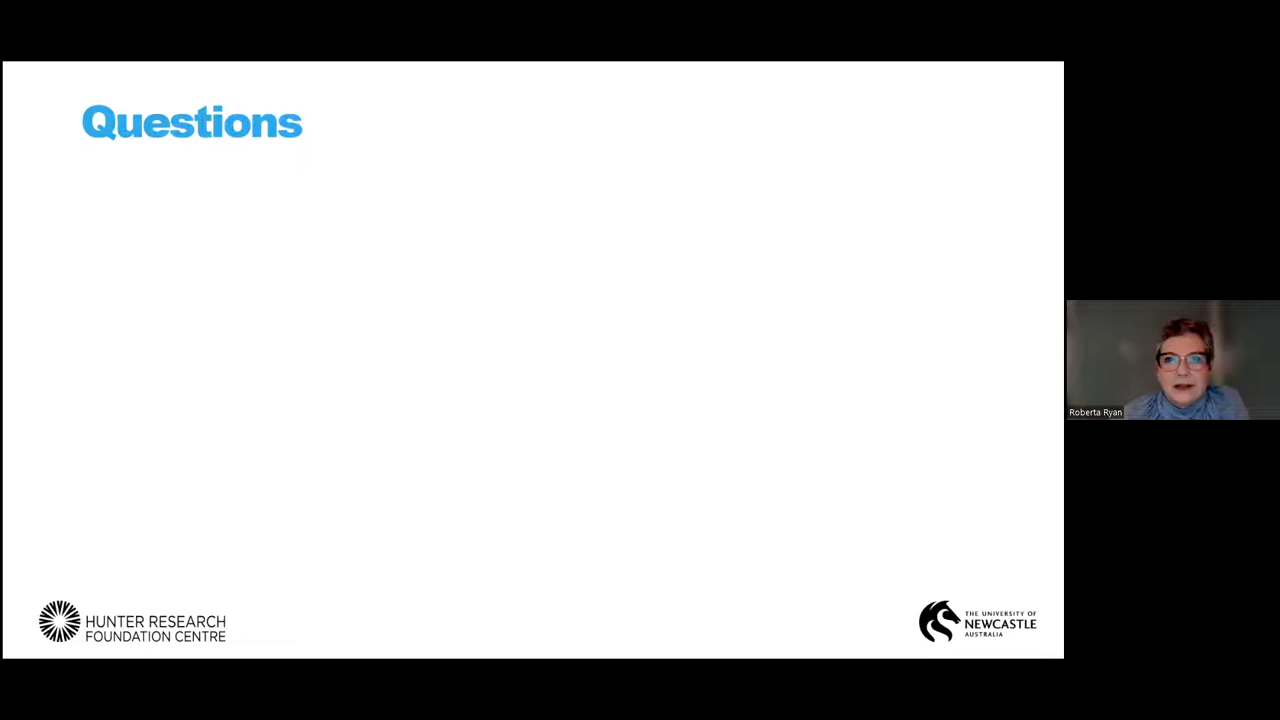 Questions
Roberta Ryan
HUNTER RESEARCH
FOUNDATION CENTRE
THE UNIVERSITY OF
NEWCASTLE
AUSTRALIA